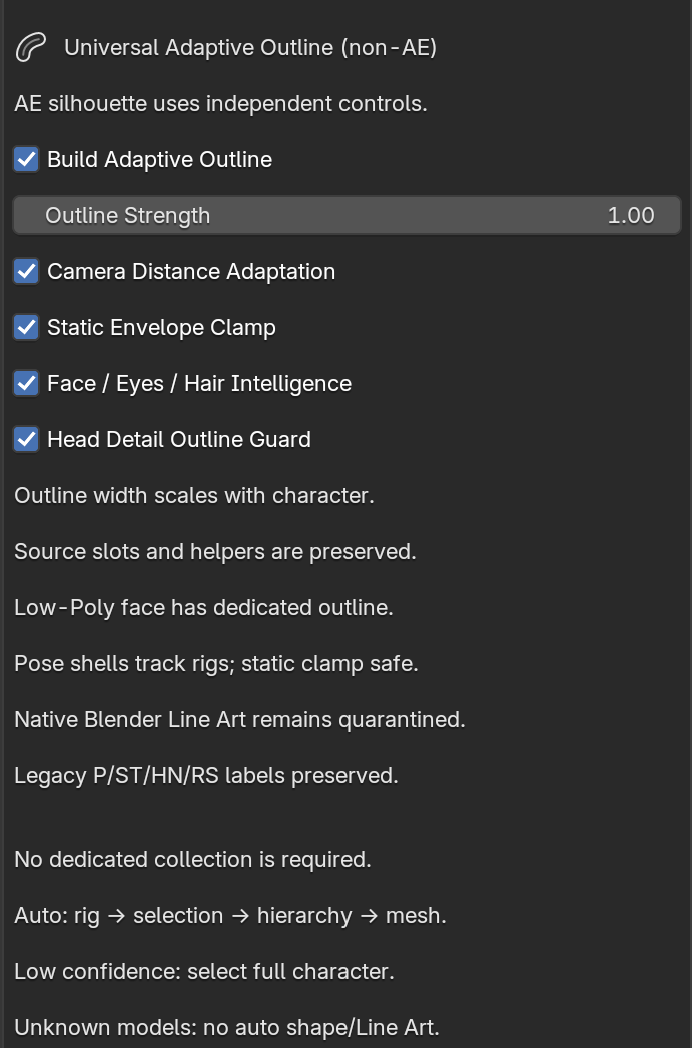 Universal Adaptive Outline (non-AE)
AE silhouette uses independent controls.
Build Adaptive Outline
Outline Strength 1.00
Camera Distance Adaptation
Static Envelope Clamp
Face / Eyes / Hair Intelligence
Head Detail Outline Guard
Outline width scales with character.
Source slots and helpers are preserved.
Low-Poly face has dedicated outline.
Pose shells track rigs; static clamp safe.
Native Blender Line Art remains quarantined.
Legacy P/ST/HN/RS labels preserved.
No dedicated collection is required.
Auto: rig → selection → hierarchy → mesh.
Low confidence: select full character.
Unknown models: no auto shape/Line Art.